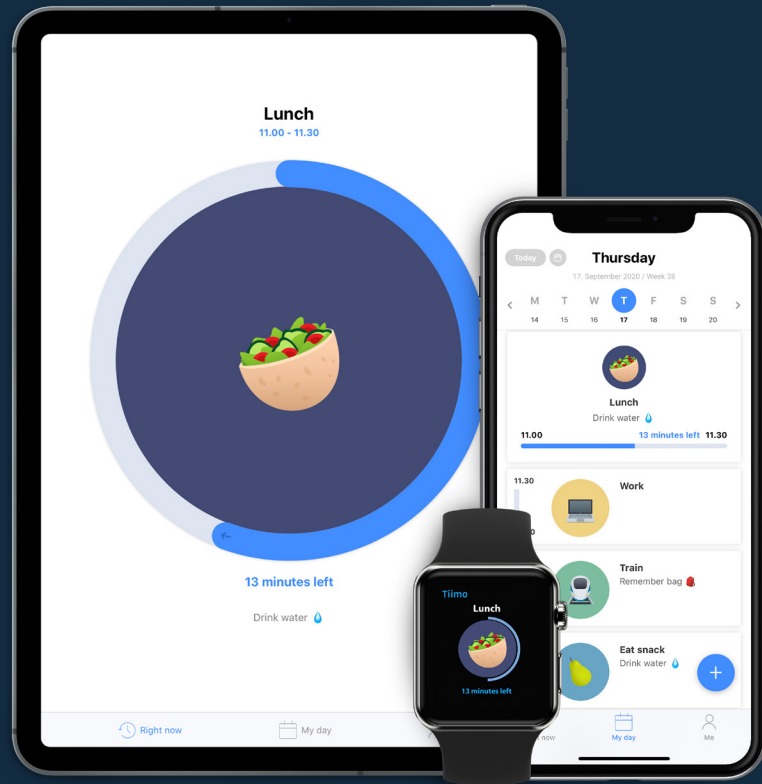 Lunch
11.00 - 11.30
13 minutes left
Drink water
Right now
My day
Today
Thursday
17. September 2020 / Week 38
M T W T F S S
14 15 16 17 18 19 20
Lunch
Drink water
11.00 13 minutes left 11.30
11.30
Work
Train
Remember bag
Eat snack
Drink water
+
now
My day
Me
Tiimo
Lunch
13 minutes left